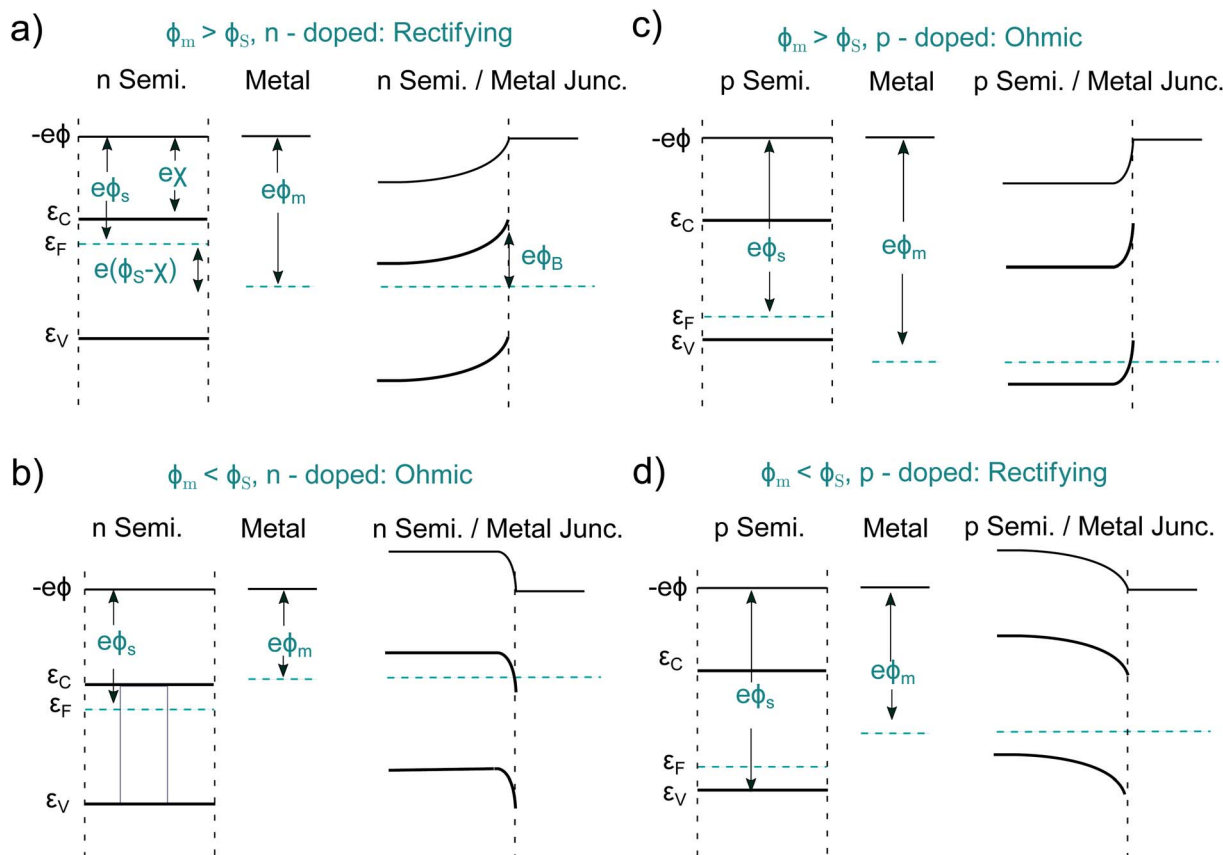 a)
ϕm > ϕS, n - doped: Rectifying
n Semi.
Metal
n Semi. / Metal Junc.
-eϕ
eϕs
eχ
eϕm
εC
εF
e(ϕS-χ)
eϕB
εV
b)
ϕm < ϕS, n - doped: Ohmic
n Semi.
Metal
n Semi. / Metal Junc.
-eϕ
eϕs
eϕm
εC
εF
εV
c)
ϕm > ϕS, p - doped: Ohmic
p Semi.
Metal
p Semi. / Metal Junc.
-eϕ
εC
eϕs
eϕm
εF
εV
d)
ϕm < ϕS, p - doped: Rectifying
p Semi.
Metal
p Semi. / Metal Junc.
-eϕ
εC
eϕs
eϕm
εF
εV